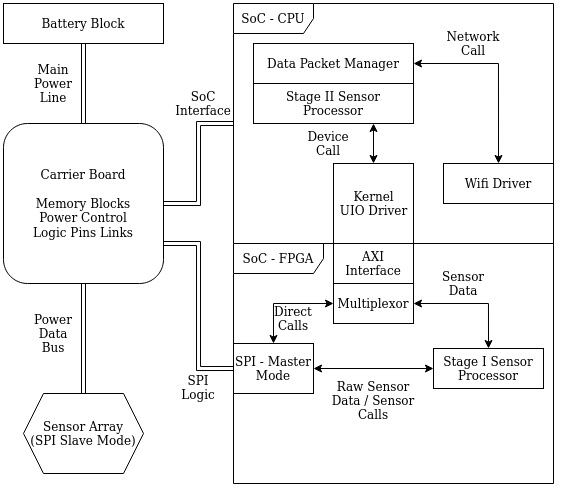 Battery Block
SoC - CPU
Network
Call
Data Packet Manager
Main
Power
Line
SoC
Interface
Stage II Sensor
Processor
Device
Call
Carrier Board
Memory Blocks
Power Control
Logic Pins Links
Kernel
UIO Driver
Wifi Driver
SoC - FPGA
AXI
Interface
Sensor
Data
Multiplexor
Direct
Calls
Power
Data
Bus
SPI - Master
Mode
Stage I Sensor
Processor
SPI
Logic
Raw Sensor
Data / Sensor
Calls
Sensor Array
(SPI Slave Mode)